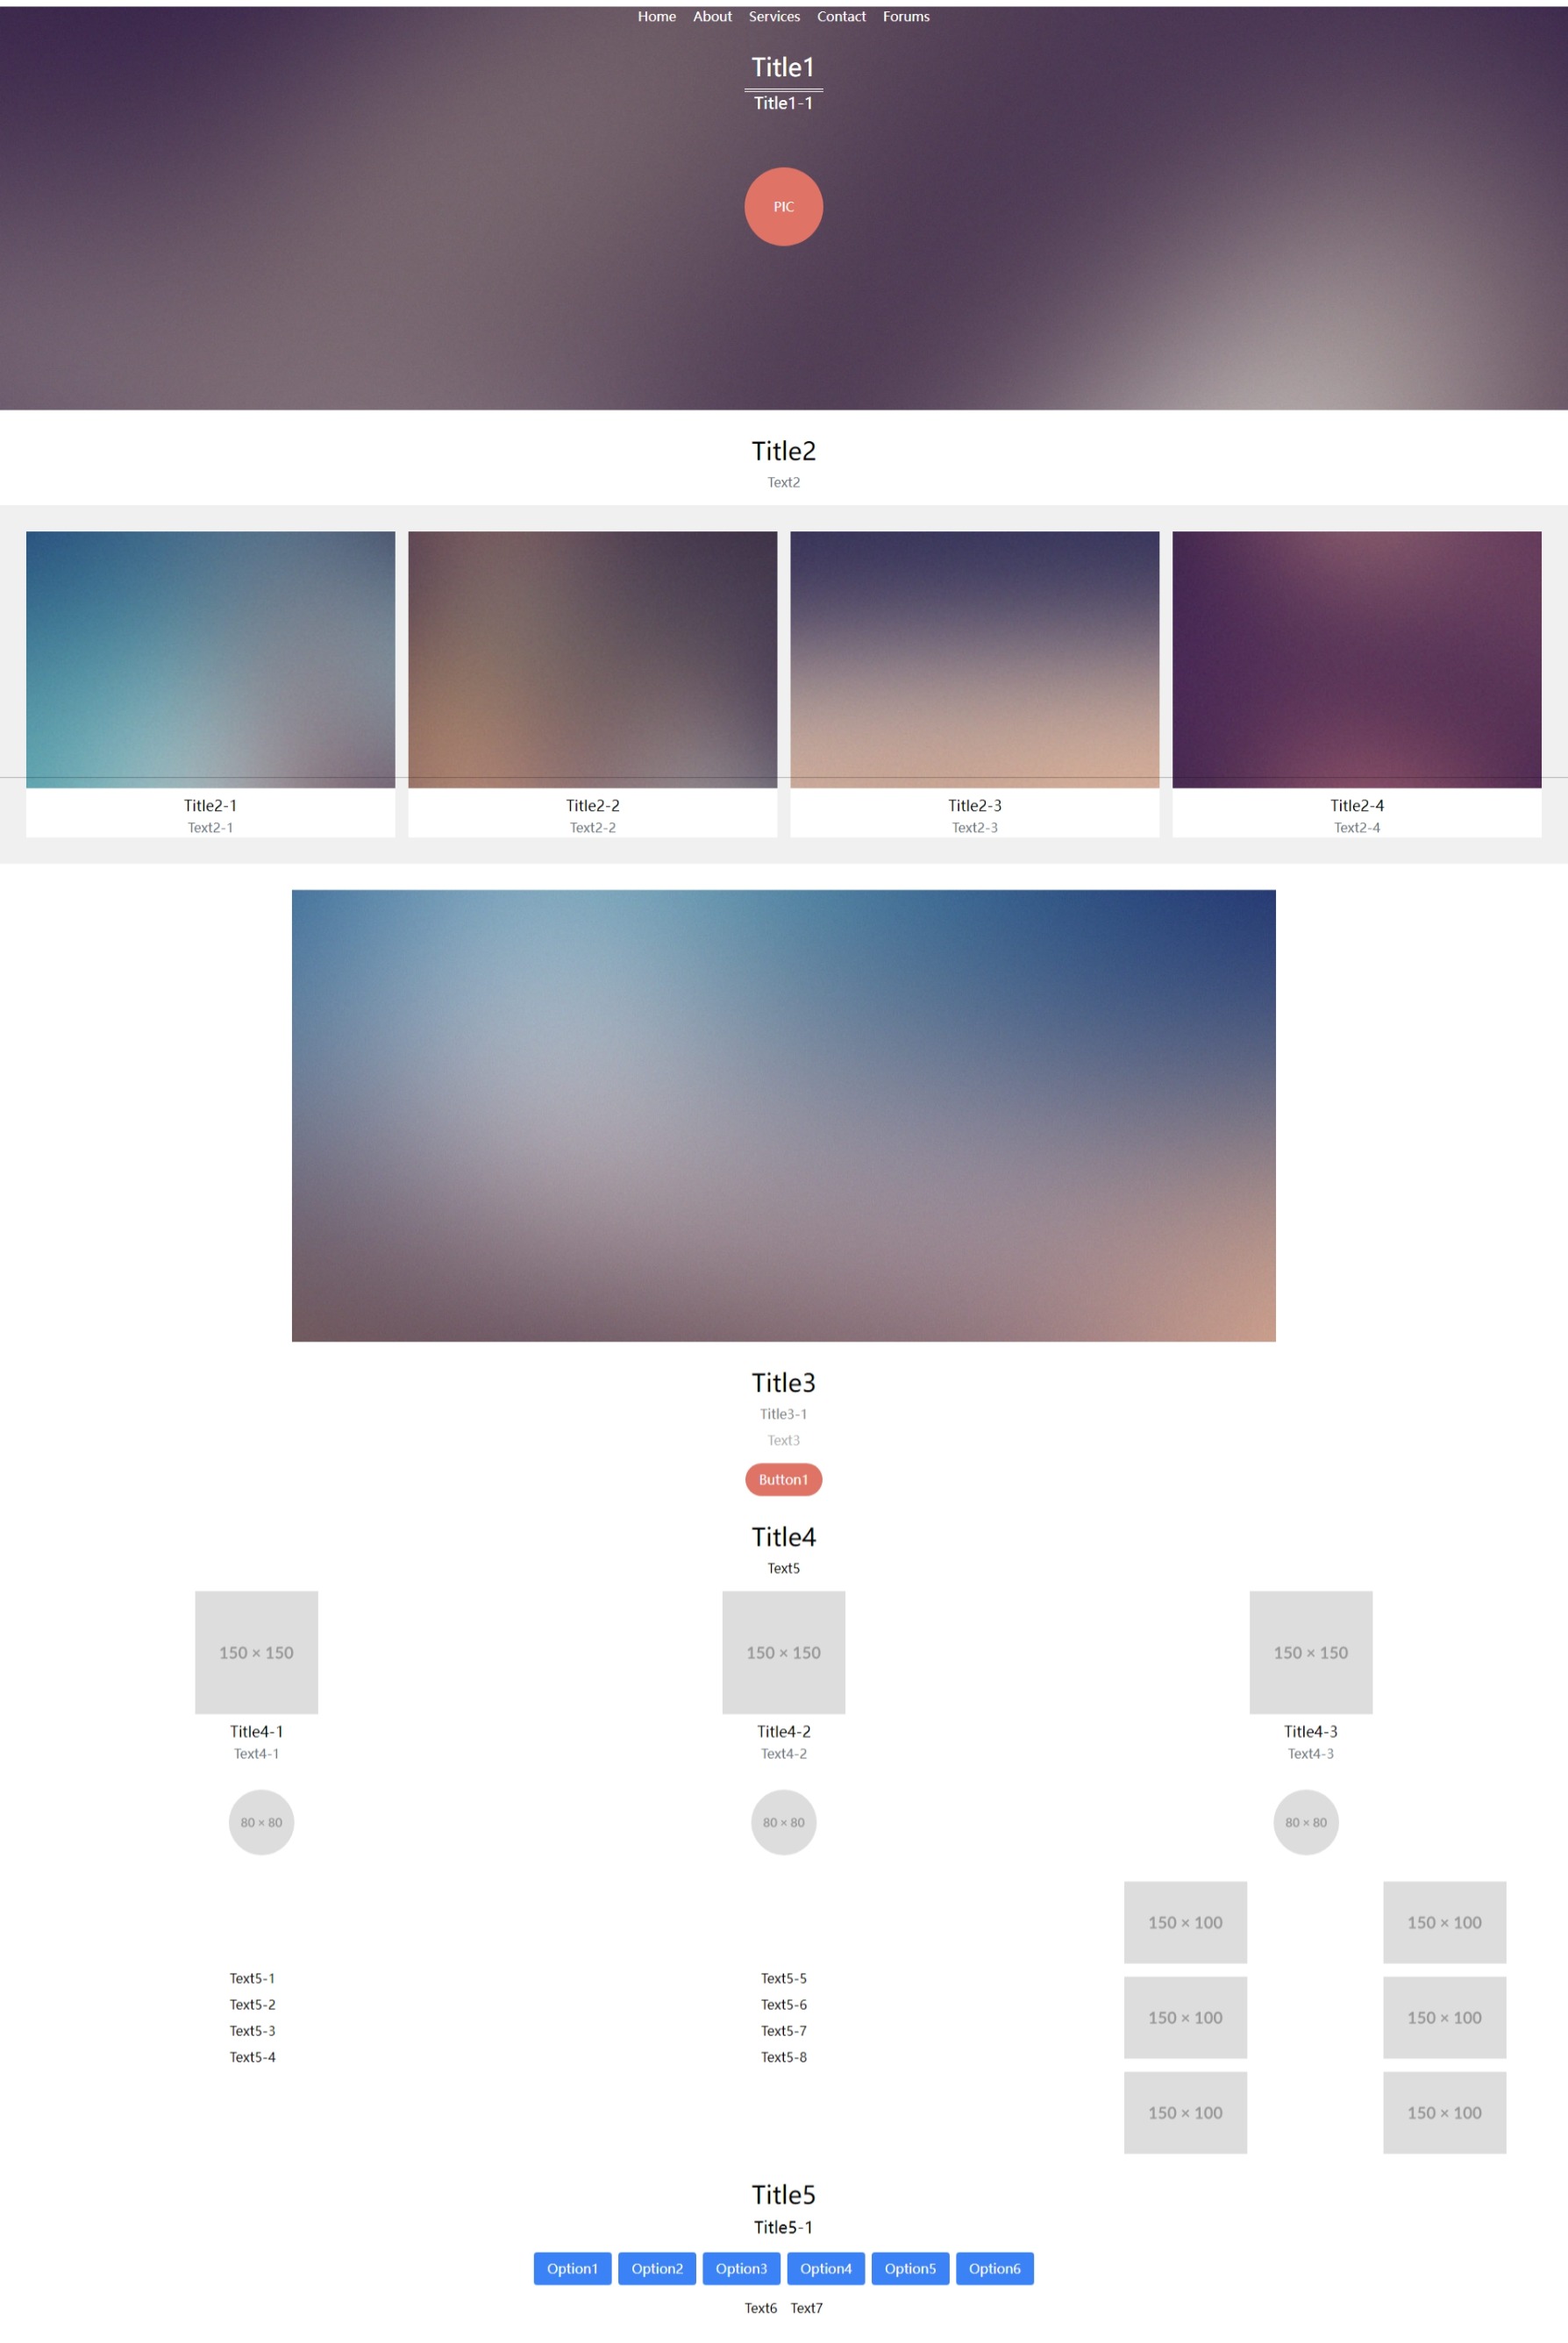 Home About Services Contact Forums
Title1
Title1-1
PIC
Title2
Text2
Title2-1 Title2-2 Title2-3 Title2-4
Text2-1 Text2-2 Text2-3 Text2-4
Title3
Title3-1
Text3
Button1
Title4
Text5
150 × 150 150 × 150 150 × 150
Title4-1 Title4-2 Title4-3
Text4-1 Text4-2 Text4-3
80 × 80 80 × 80 80 × 80
Text5-1
Text5-2
Text5-3
Text5-4
Text5-5
Text5-6
Text5-7
Text5-8
150 × 100 150 × 100
150 × 100 150 × 100
150 × 100 150 × 100
Title5
Title5-1
Option1 Option2 Option3 Option4 Option5 Option6
Text6 Text7